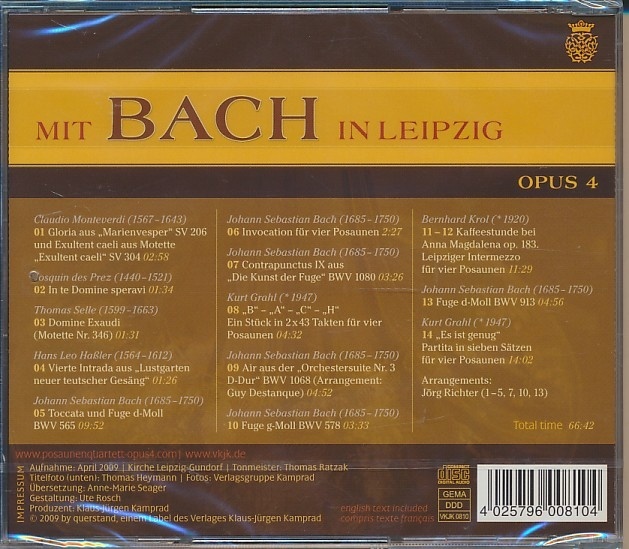 MIT BACH IN LEIPZIG
OPUS 4
Claudio Monteverdi (1567–1643)
01 Gloria aus „Marienvesper“ SV 206
und Exultent caeli aus Motette
„Exultent caeli“ SV 304 02:58
Josquin des Prez (1440–1521)
02 In te Domine speravi 01:34
Thomas Selle (1599–1663)
03 Domine Exaudi
(Motette Nr. 346) 01:31
Hans Leo Haßler (1564–1612)
04 Vierte Intrada aus „Lustgarten
neuer teutscher Gesäng“ 01:26
Johann Sebastian Bach (1685–1750)
05 Toccata und Fuge d-Moll
BWV 565 09:52
Johann Sebastian Bach (1685–1750)
06 Invocation für vier Posaunen 2:27
Johann Sebastian Bach (1685–1750)
07 Contrapunctus IX aus
„Die Kunst der Fuge“ BWV 1080 03:26
Kurt Grahl (*1947)
08 „B“ – „A“ – „C“ – „H“
Ein Stück in 2x43 Takten für vier
Posaunen 04:32
Johann Sebastian Bach (1685–1750)
09 Air aus der „Orchestersuite Nr. 3
D-Dur“ BWV 1068 (Arrangement:
Guy Destanque) 04:52
Johann Sebastian Bach (1685–1750)
10 Fuge g-Moll BWV 578 03:33
Bernhard Krol (*1920)
11–12 Kaffeestunde bei
Anna Magdalena op. 183.
Leipziger Intermezzo
für vier Posaunen 11:29
Johann Sebastian Bach (1685–1750)
13 Fuge d-Moll BWV 913 04:56
Kurt Grahl (*1947)
14 „Es ist genug“
Partita in sieben Sätzen
für vier Posaunen 14:02
Arrangements:
Jörg Richter (1–5, 7, 10, 13)
Total time 66:42
www.posaunenquartett-opus4.com | www.vkjk.de
IMPRESSUM
Aufnahme: April 2009 | Kirche Leipzig-Gundorf | Tonmeister: Thomas Ratzak
Titelfoto (unten): Thomas Heymann | Fotos: Verlagsgruppe Kamprad
Übersetzung: Anne-Marie Seager
Gestaltung: Ute Rosch
Produzent: Klaus-Jürgen Kamprad
© 2009 by querstand, einem Label des Verlages Klaus-Jürgen Kamprad
english text included
compris texte français
COMPACT
disc
DIGITAL AUDIO
GEMA
DDD
VKJK 0810
4 025796 008104